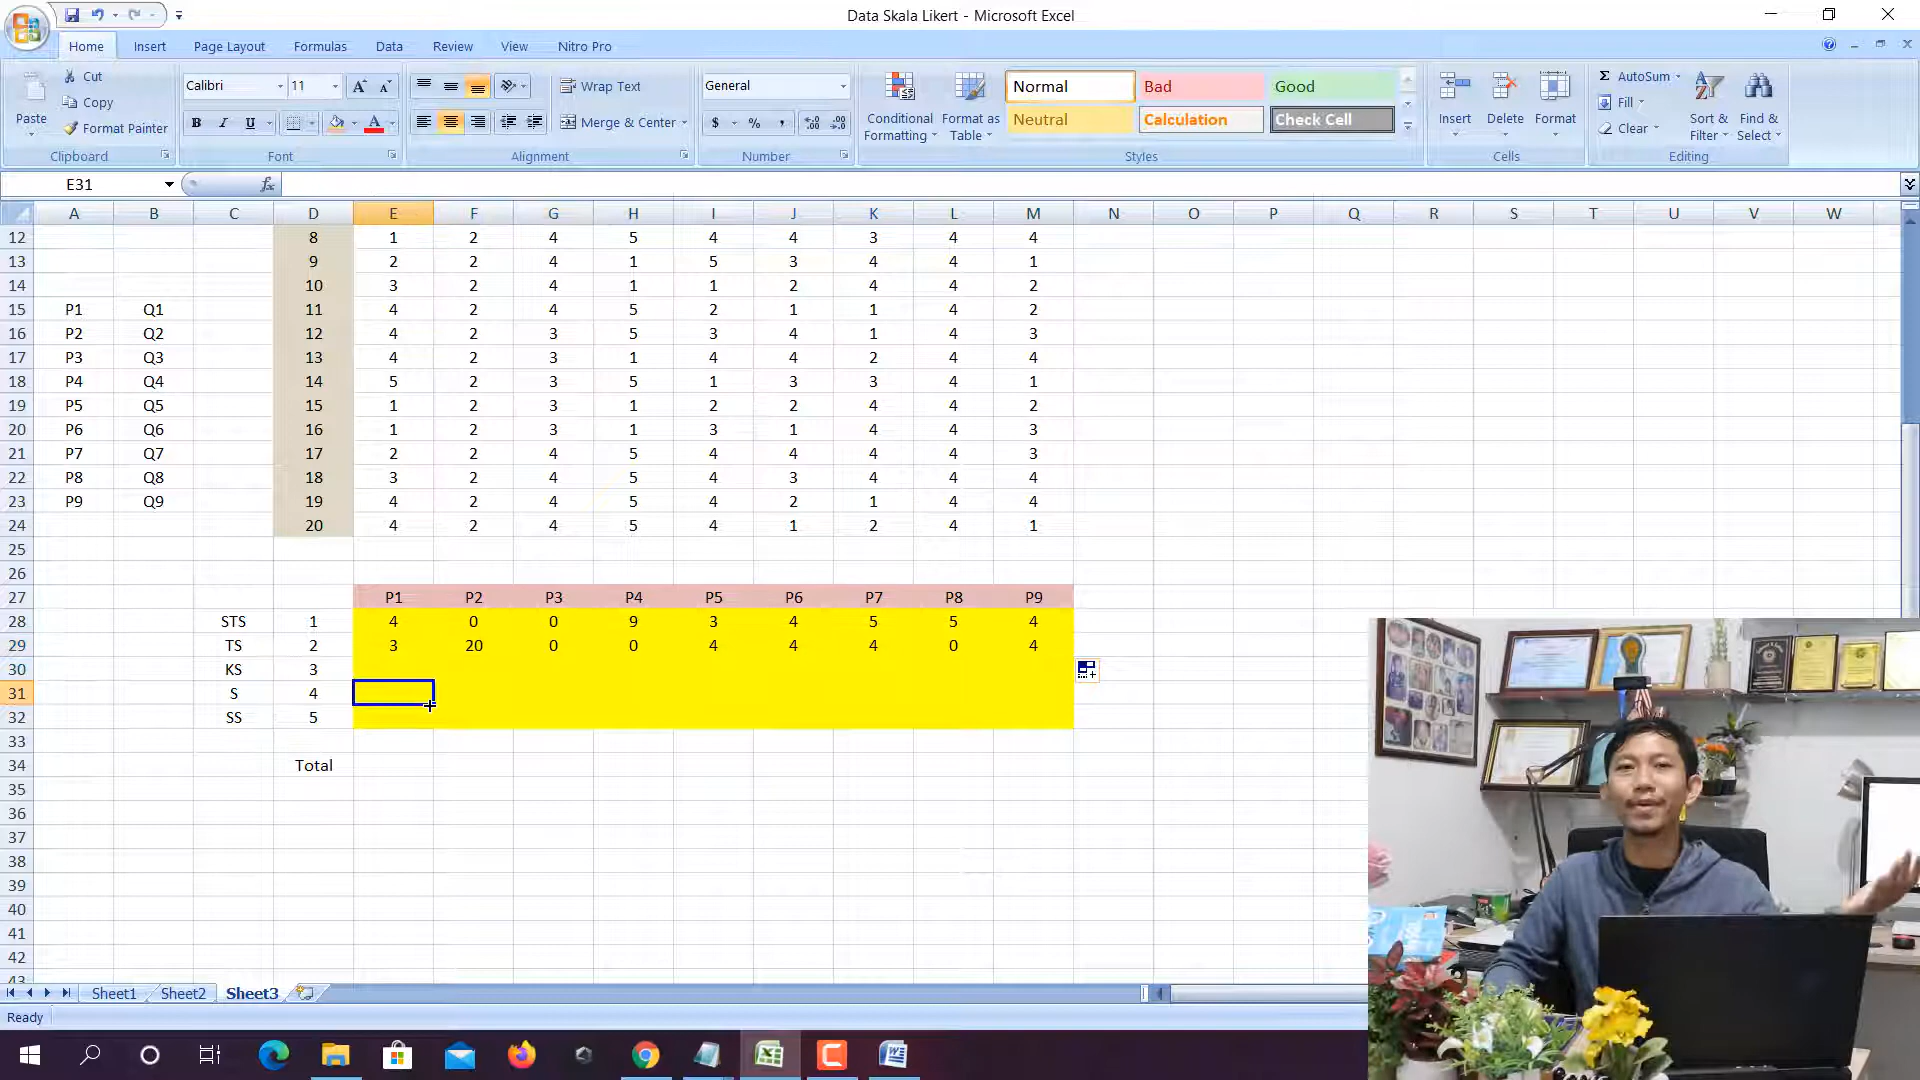 Data Skala Likert - Microsoft Excel
Home Insert Page Layout Formulas Data Review View Nitro Pro
Paste
Cut
Copy
Format Painter
Clipboard
Calibri 11
B I U
Font
Wrap Text
Merge & Center
Alignment
General
$ % ,
Number
Conditional Formatting
Format as Table
Normal Bad Good
Neutral Calculation Check Cell
Styles
Insert Delete Format
Cells
AutoSum
Fill
Clear
Sort & Filter
Find & Select
Editing
E31 fx
A B C D E F G H I J K L M N O P Q R S T U V W
12 8 1 2 4 5 4 4 3 4 4
13 9 2 2 4 1 5 3 4 4 1
14 10 3 2 4 1 1 2 4 4 2
15 P1 Q1 11 4 2 4 5 2 1 1 4 2
16 P2 Q2 12 4 2 3 5 3 4 1 4 3
17 P3 Q3 13 4 2 3 1 4 4 2 4 4
18 P4 Q4 14 5 2 3 5 1 3 3 4 1
19 P5 Q5 15 1 2 3 1 2 2 4 4 2
20 P6 Q6 16 1 2 3 1 3 1 4 4 3
21 P7 Q7 17 2 2 4 5 4 4 4 4 3
22 P8 Q8 18 3 2 4 5 4 3 4 4 4
23 P9 Q9 19 4 2 4 5 4 2 1 4 4
24 20 4 2 4 5 4 1 2 4 1
25
26
27 P1 P2 P3 P4 P5 P6 P7 P8 P9
28 STS 1 4 0 0 9 3 4 5 5 4
29 TS 2 3 20 0 0 4 4 4 0 4
30 KS 3
31 S 4
32 SS 5
33
34 Total
35
36
37
38
39
40
41
42
43
Sheet1 Sheet2 Sheet3
Ready